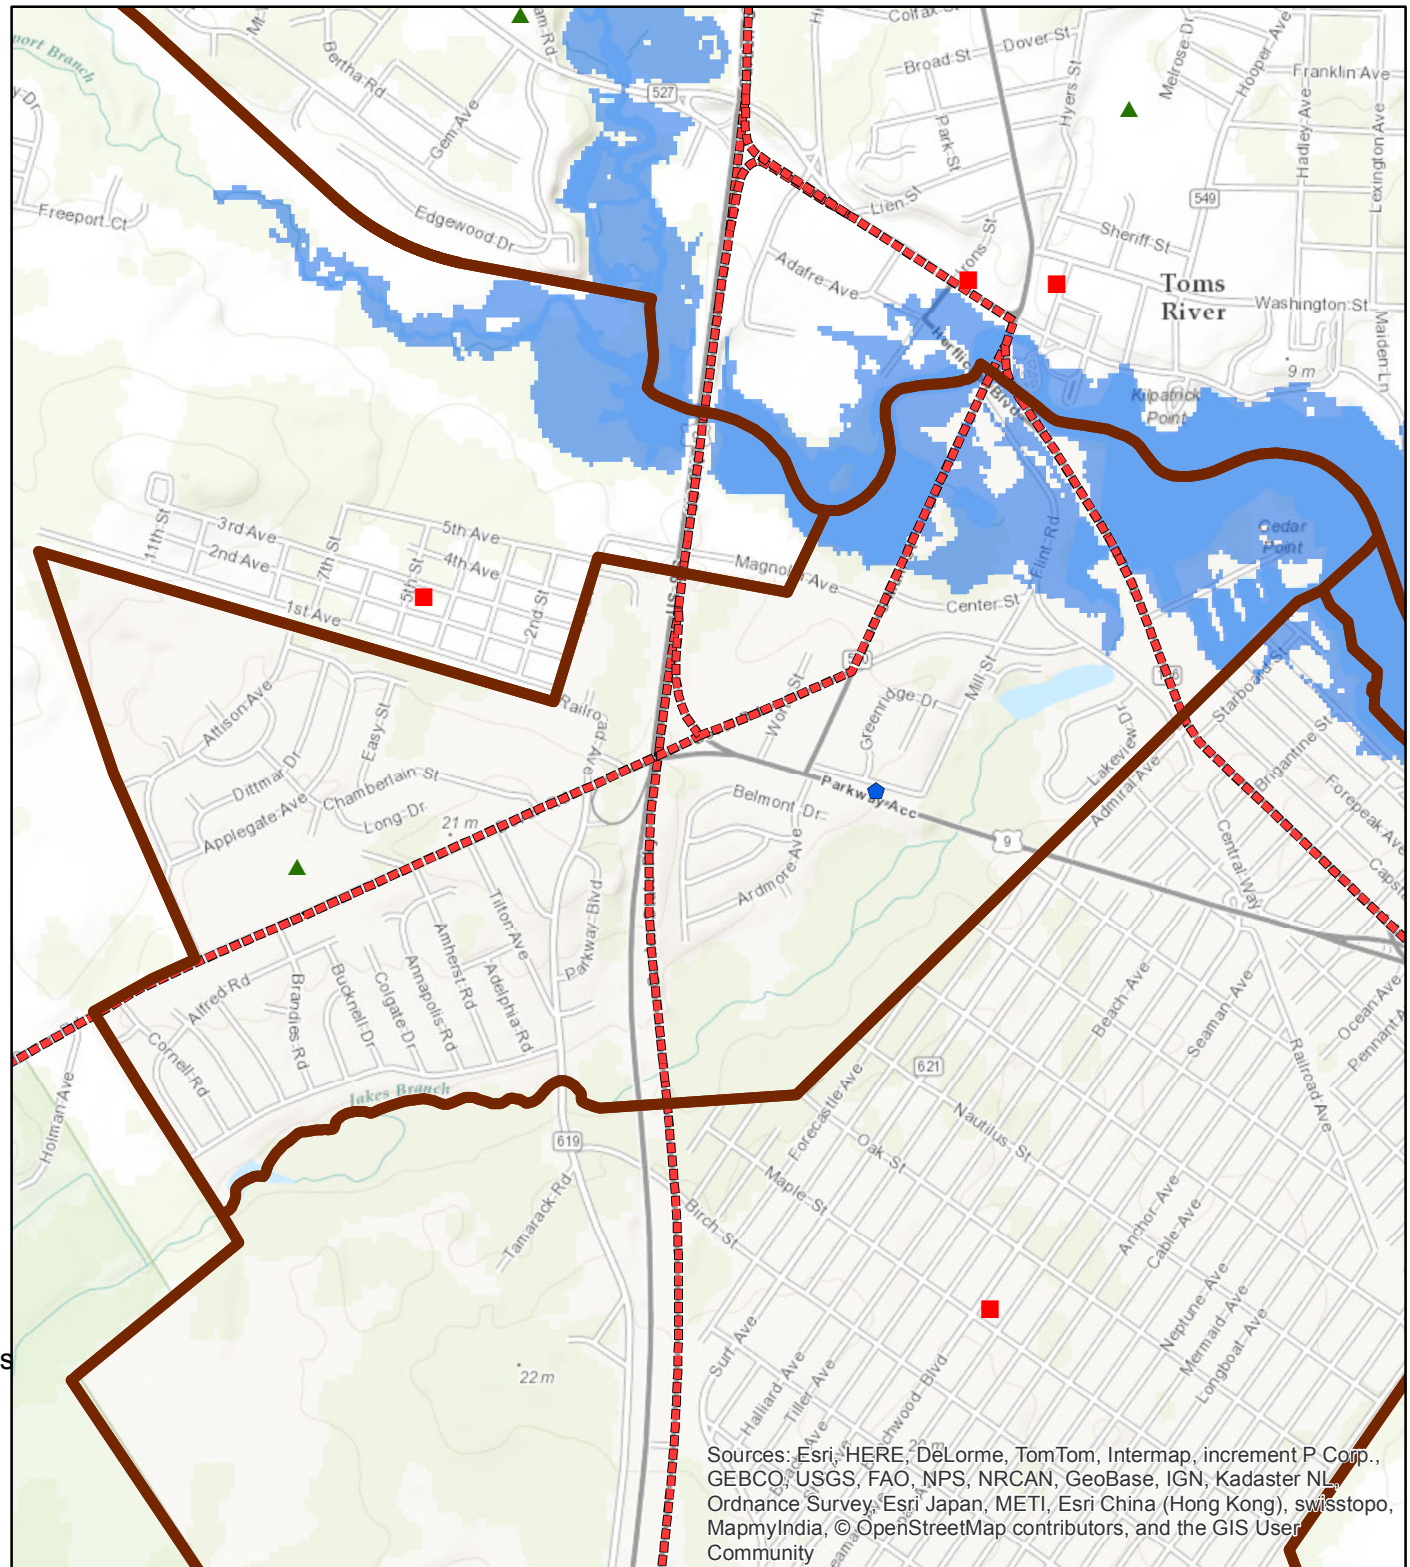 Colfax St
Dover St
Broad St
Melrose Dr
Hooper Ave
Franklin Ave
Bertha Rd
Gem Ave
527
Hyers St
Park St
Hadley Ave
Lexington Ave
port Branch
Freeport Ct
Edgewood Dr
Lien St
549
Sheriff St
Adafre Ave
Irons St
Toms
River
Washington St
Maiden Ln
9 m
Kilpatrick
Point
Blvd
11th St
3rd Ave
2nd Ave
7th St
5th Ave
4th Ave
5th St
1st Ave
2nd St
Magnolia Ave
Center St
Flint Rd
Cedar
Point
Railroad Ave
Attison Ave
Easy St
Dittmar Dr
Applegate Ave
Chamberlain St
Long Dr
21 m
Greenridge Dr
Mill St
Lakeview Dr
Admiral Ave
Starboard St
Brigantine St
Forepeak Ave
Belmont Dr
Parkway Acc
9
Ardmore Ave
Central Way
Tilton Ave
Parkway Blvd
Amherst Rd
Adelphia Rd
Annapolis Rd
Colgate Dr
Bucknell Dr
Brandies Rd
Alfred Rd
Cornell Rd
Jakes Branch
Holman Ave
Beach Ave
Seaman Ave
Ocean Ave
Pennant A
Railroad Ave
621
Forecastle Ave
Nautilus St
Oak St
Maple St
619
Birch St
Tamarack Rd
Anchor Ave
Cable Ave
Neptune Ave
Mermaid Ave
Longboat Ave
Surf Ave
Halliard Ave
Tiller Ave
22 m
s
Sources: Esri, HERE, DeLorme, TomTom, Intermap, increment P Corp.,
GEBCO, USGS, FAO, NPS, NRCAN, GeoBase, IGN, Kadaster NL,
Ordnance Survey, Esri Japan, METI, Esri China (Hong Kong), swisstopo,
MapmyIndia, © OpenStreetMap contributors, and the GIS User
Community